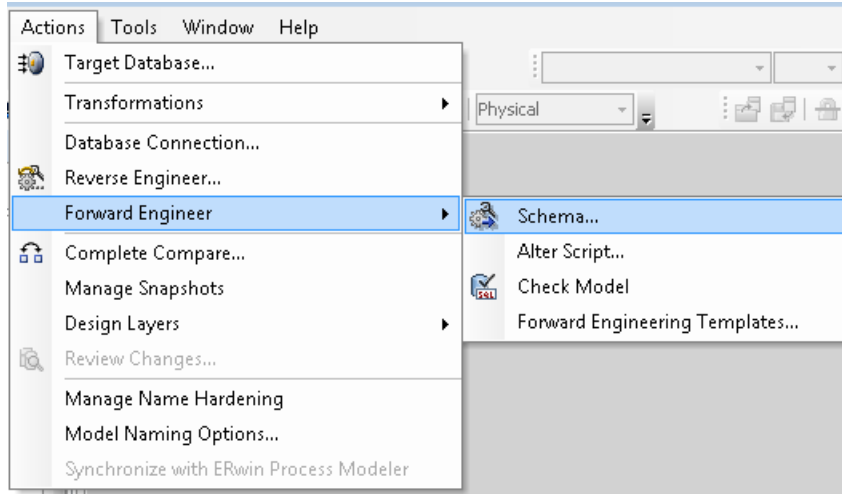 Actions Tools Window Help
Target Database...
Transformations
Physical
Database Connection...
Reverse Engineer...
Forward Engineer
Schema...
Complete Compare...
Alter Script...
Manage Snapshots
Check Model
SQL
Design Layers
Forward Engineering Templates...
Review Changes...
Manage Name Hardening
Model Naming Options...
Synchronize with ERwin Process Modeler